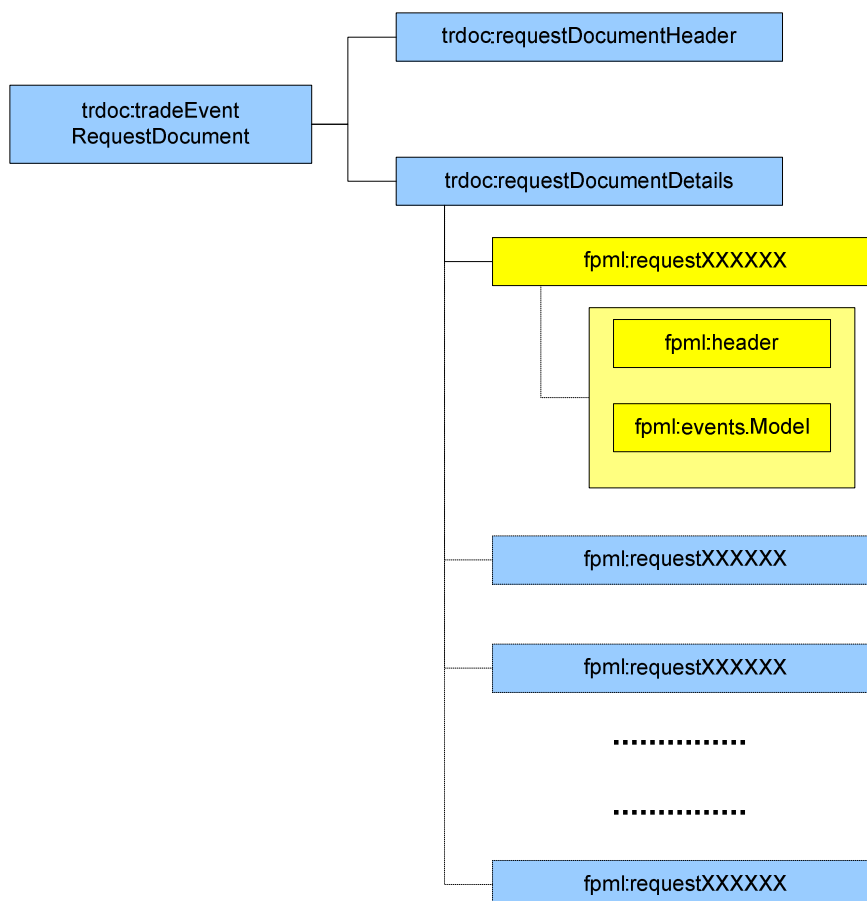 trdoc:requestDocumentHeader
trdoc:tradeEvent
RequestDocument
trdoc:requestDocumentDetails
fpml:requestXXXXXX
fpml:header
fpml:events.Model
fpml:requestXXXXXX
fpml:requestXXXXXX
...............
...............
fpml:requestXXXXXX